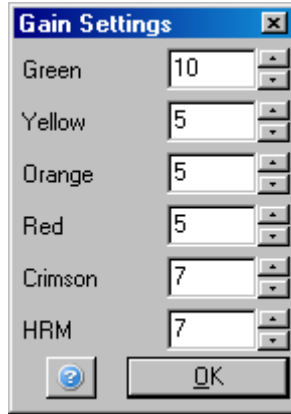 Gain Settings
Green 10
Yellow 5
Orange 5
Red 5
Crimson 7
HRM 7
? OK